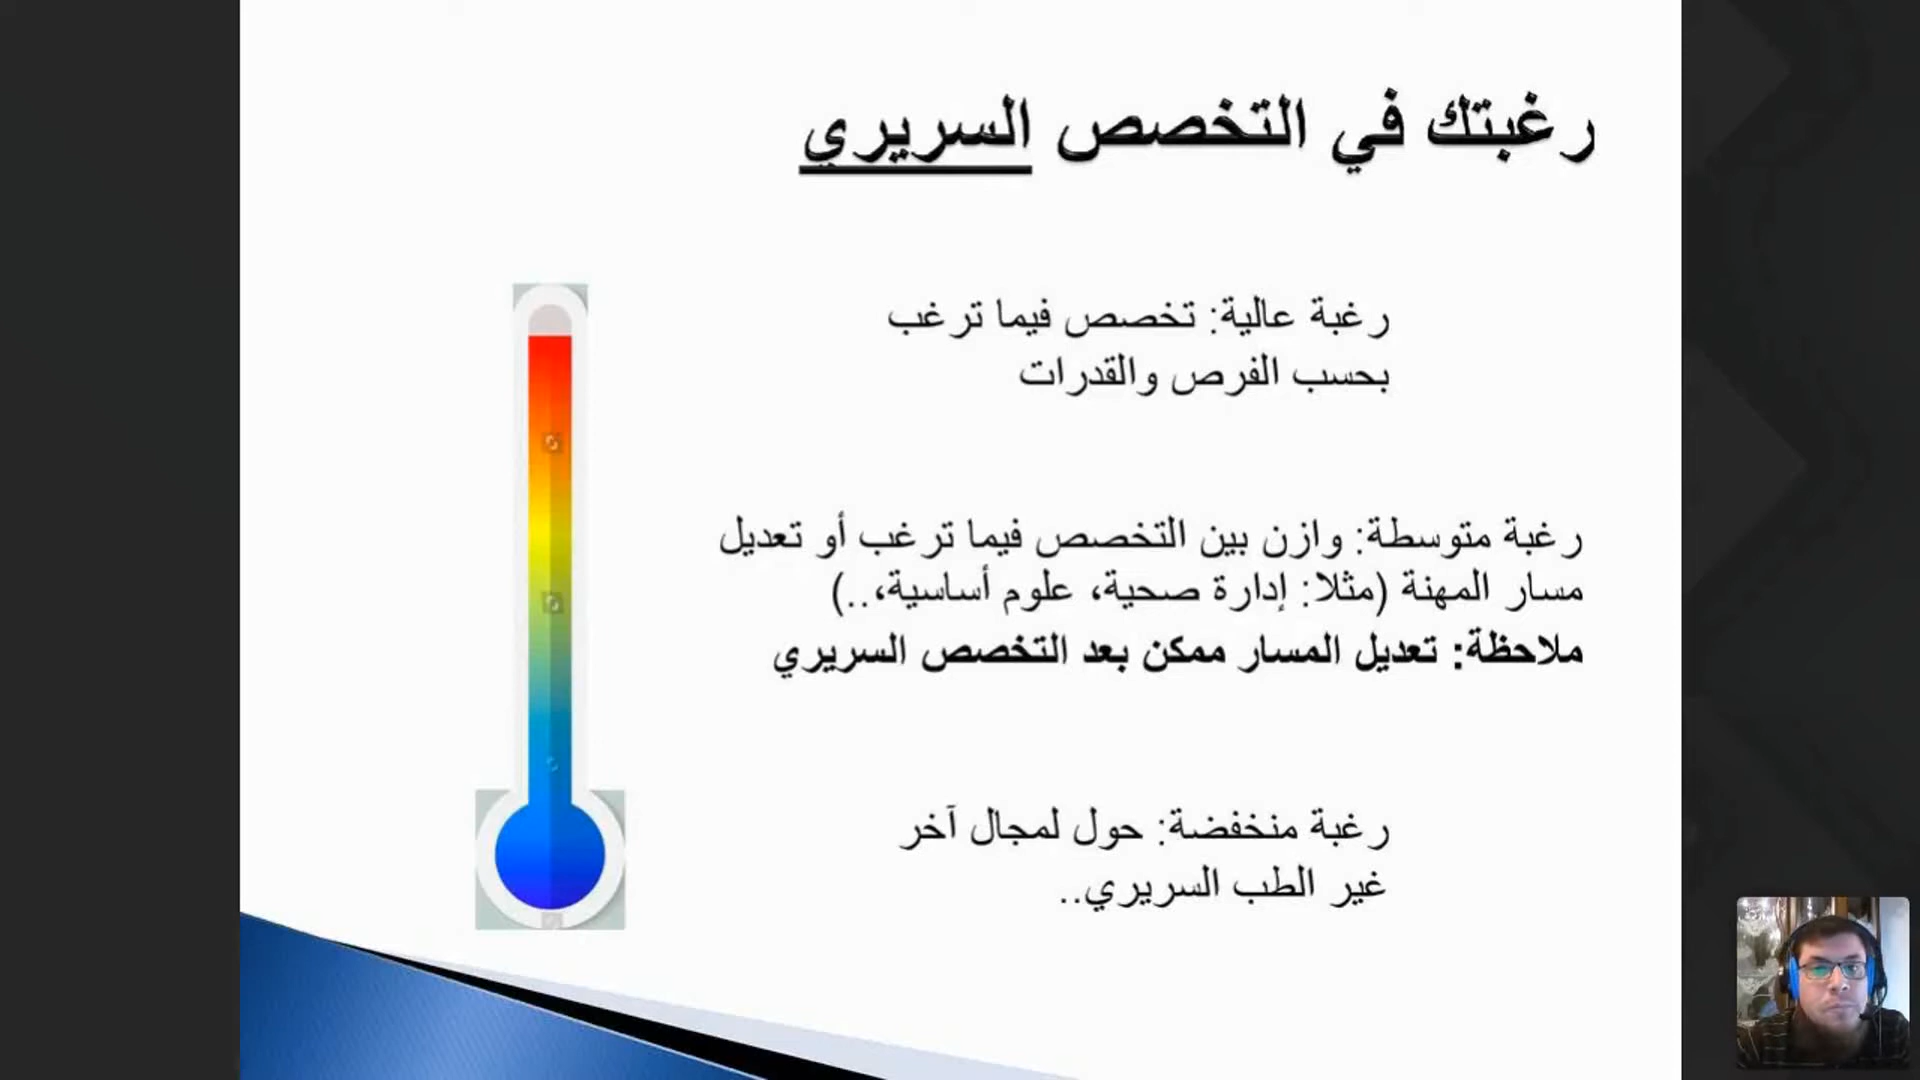 رغبتك في التخصص السريري
رغبة عالية: تخصص فيما ترغب
بحسب الفرص والقدرات
رغبة متوسطة: وازن بين التخصص فيما ترغب أو تعديل
مسار المهنة (مثلا: إدارة صحية، علوم أساسية،..)
ملاحظة: تعديل المسار ممكن بعد التخصص السريري
رغبة منخفضة: حول لمجال آخر
غير الطب السريري..